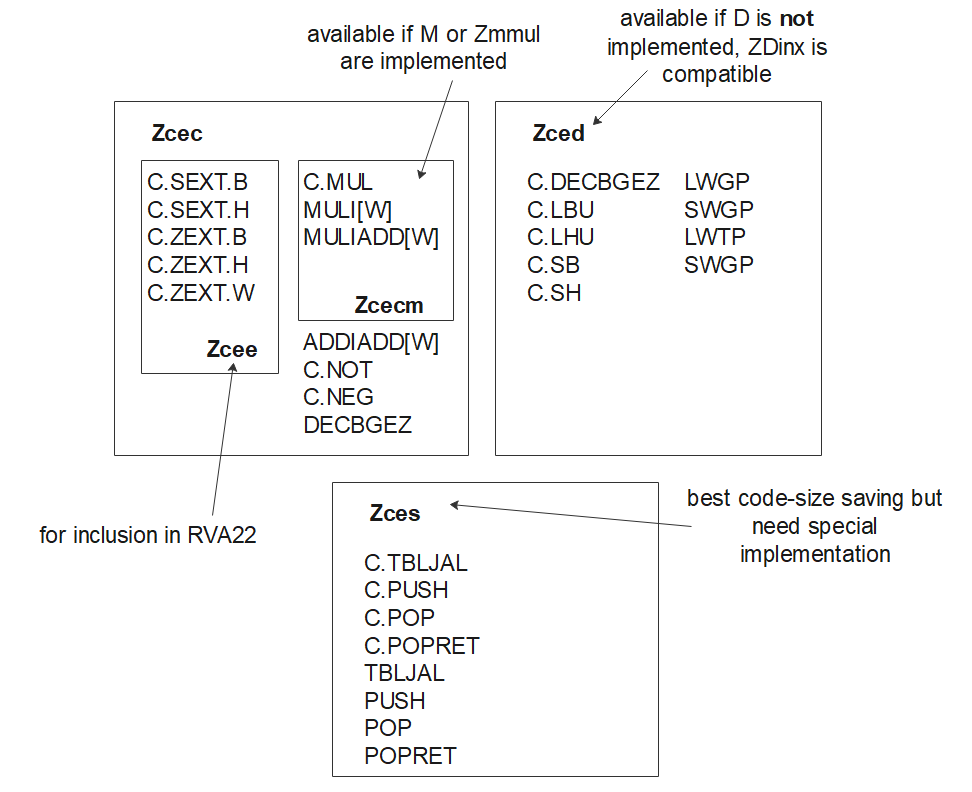 available if M or Zmmul
are implemented
available if D is not
implemented, ZDinx is
compatible
Zcec
C.SEXT.B
C.SEXT.H
C.ZEXT.B
C.ZEXT.H
C.ZEXT.W
Zcee
C.MUL
MULI[W]
MULIADD[W]
Zcecm
ADDIADD[W]
C.NOT
C.NEG
DECBGEZ
Zced
C.DECBGEZ LWGP
C.LBU SWGP
C.LHU LWTP
C.SB SWGP
C.SH
for inclusion in RVA22
Zces
C.TBLJAL
C.PUSH
C.POP
C.POPRET
TBLJAL
PUSH
POP
POPRET
best code-size saving but
need special
implementation